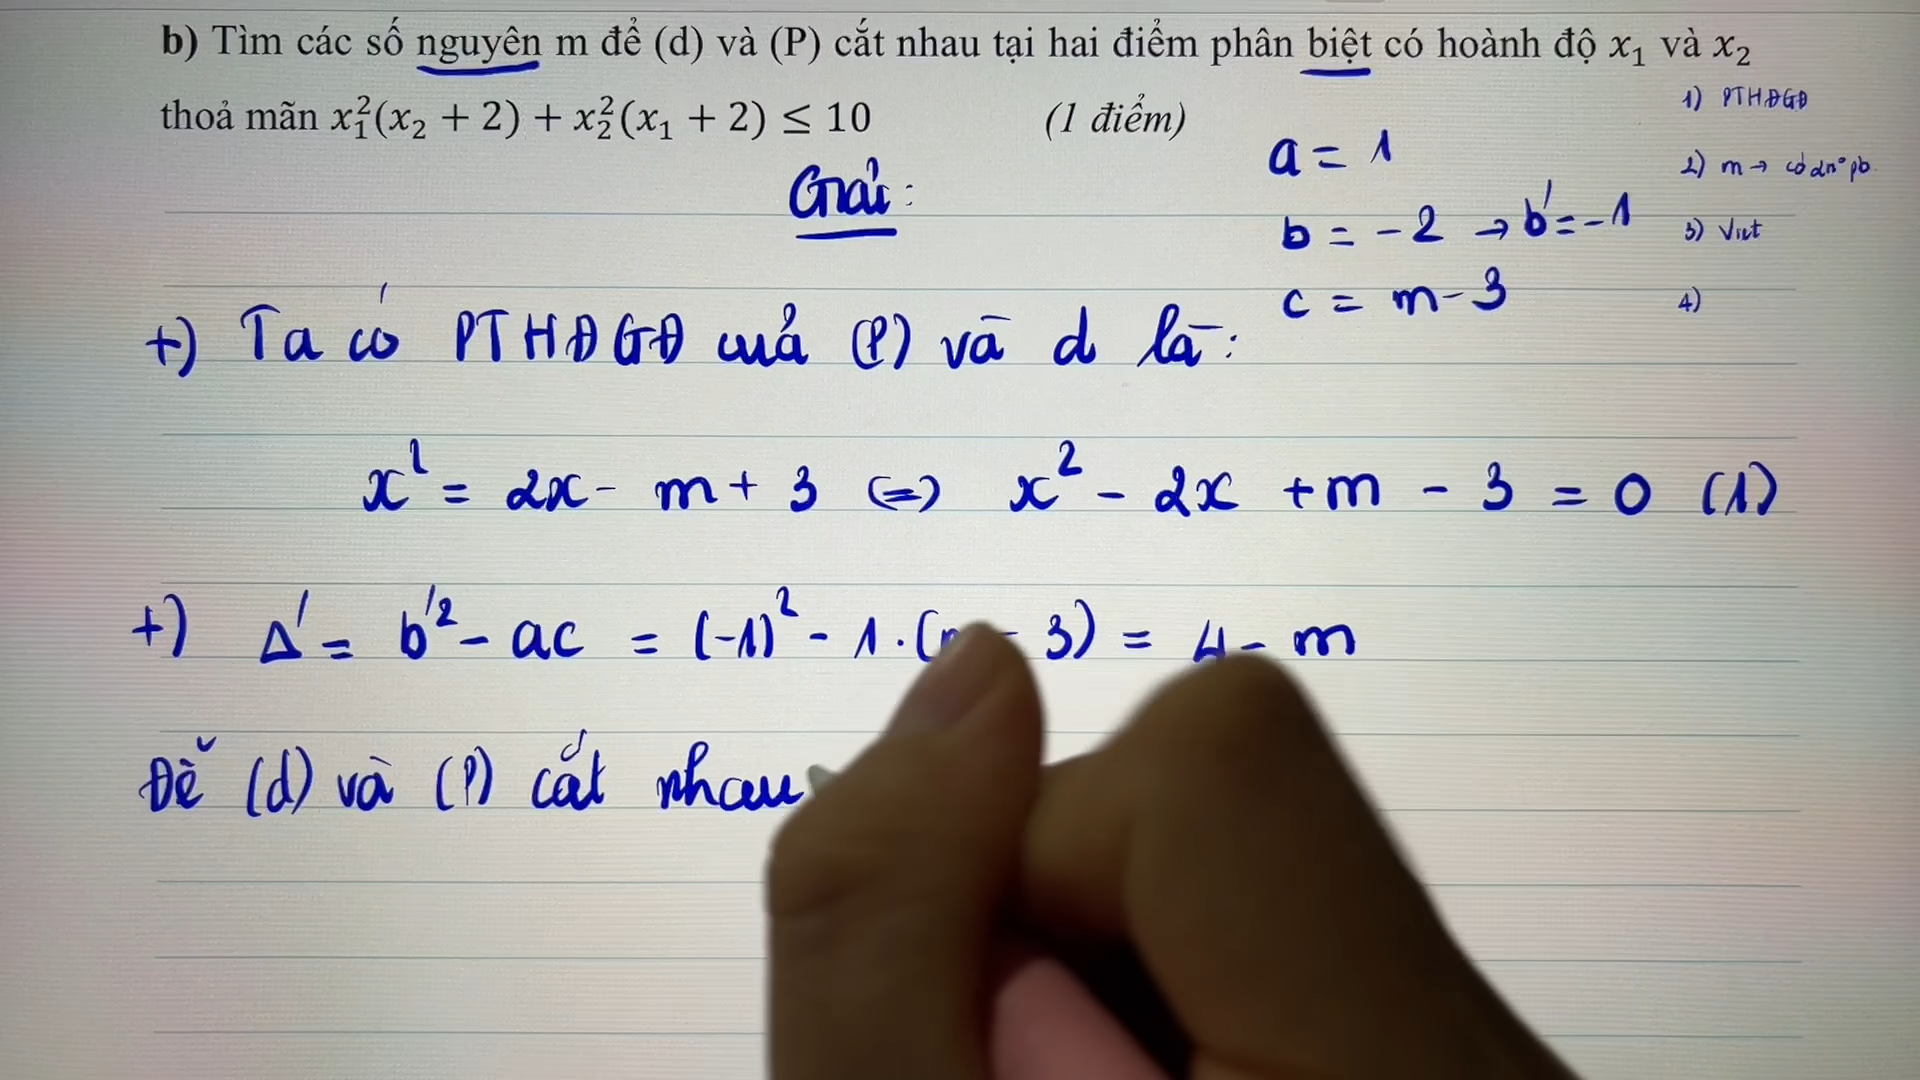 b) Tìm các số nguyên m để (d) và (P) cắt nhau tại hai điểm phân biệt có hoành độ x₁ và x₂
thoả mãn x₁²(x₂ + 2) + x₂²(x₁ + 2) ≤ 10 (1 điểm)
1) PTHĐGĐ
2) m → có 2n° pb
3) Viet
4)
a = 1
b = -2 → b' = -1
c = m - 3
Giải:
+) Ta có PTHĐGĐ của (P) và d là:
x² = 2x - m + 3 (=) x² - 2x + m - 3 = 0 (1)
+) Δ' = b'² - ac = (-1)² - 1.( - 3) = 4 - m
Để (d) và (P) cắt nhau